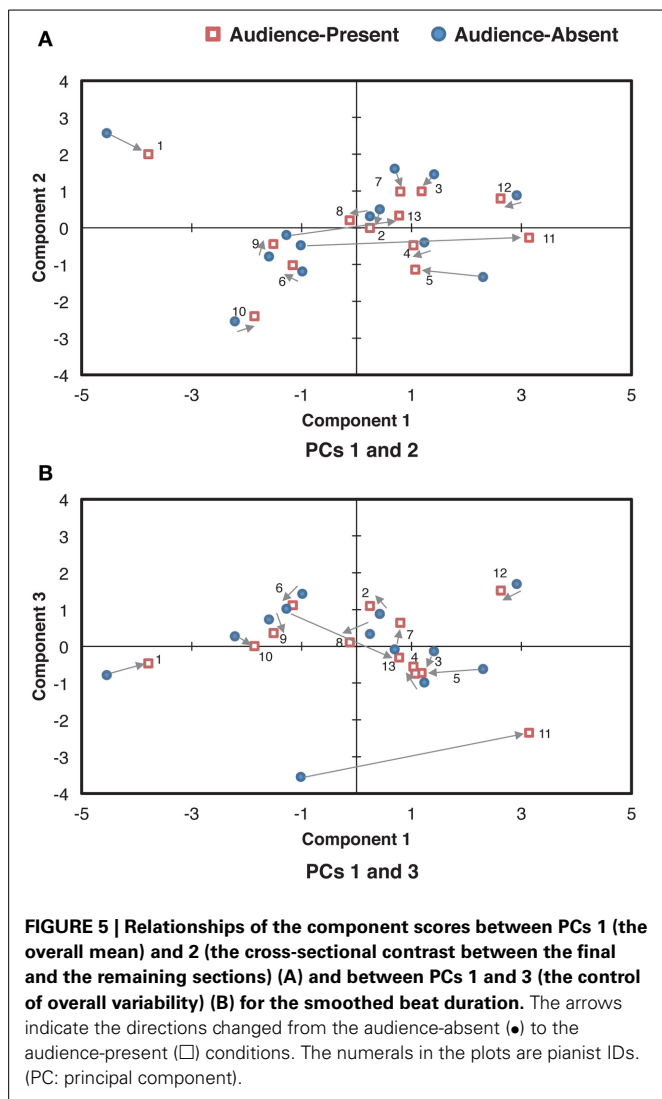 A
Audience-Present Audience-Absent
4
3
2
1
0
-1
-2
-3
-4
Component 2
1
7
3
12
8
13
2
9
4
11
6
5
10
-5 -3 -1 1 3 5
Component 1
PCs 1 and 2
B
4
3
2
1
0
-1
-2
-3
-4
Component 3
12
6
2
7
9
8
10
1
13
4
3
5
11
-5 -3 -1 1 3 5
Component 1
PCs 1 and 3
FIGURE 5 | Relationships of the component scores between PCs 1 (the
overall mean) and 2 (the cross-sectional contrast between the final
and the remaining sections) (A) and between PCs 1 and 3 (the control
of overall variability) (B) for the smoothed beat duration. The arrows
indicate the directions changed from the audience-absent (●) to the
audience-present (□) conditions. The numerals in the plots are pianist IDs.
(PC: principal component).